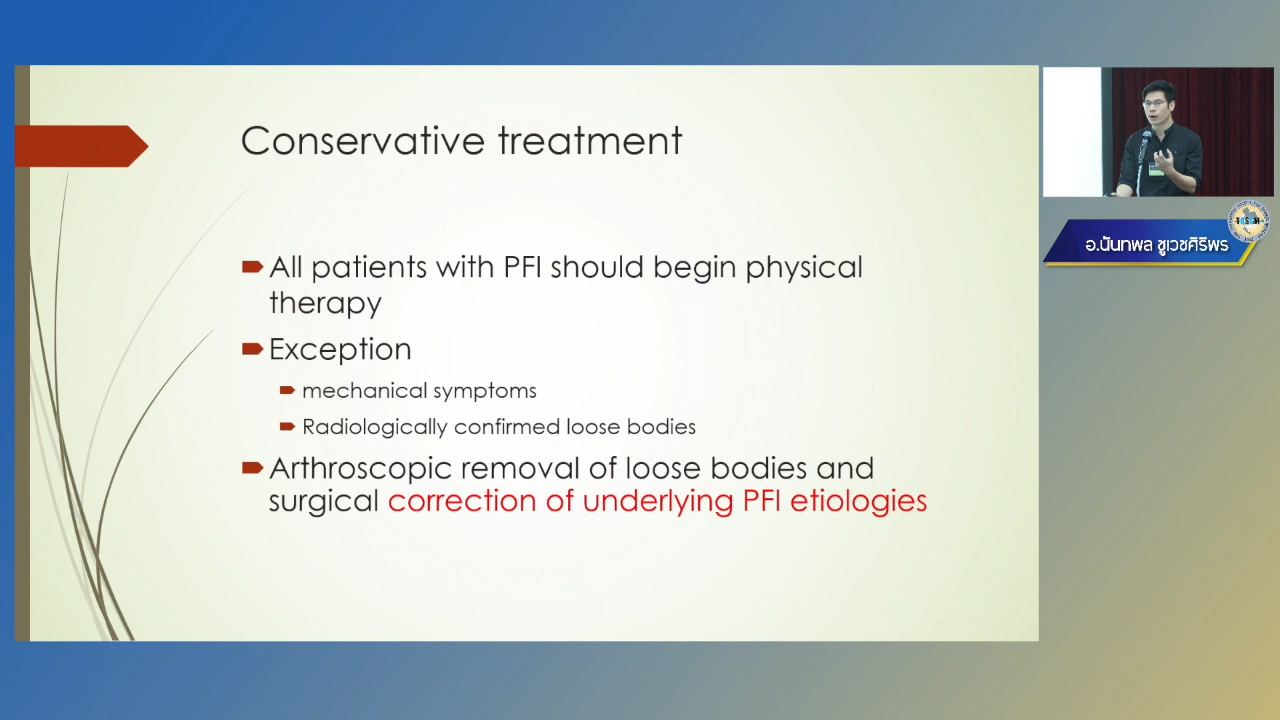 Conservative treatment
All patients with PFI should begin physical
therapy
Exception
mechanical symptoms
Radiologically confirmed loose bodies
Arthroscopic removal of loose bodies and
surgical correction of underlying PFI etiologies
อ.นันทพล ชูเวชศิริพร